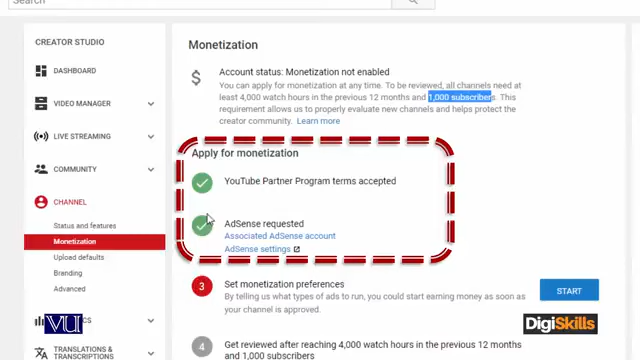 Search
CREATOR STUDIO
DASHBOARD
VIDEO MANAGER
LIVE STREAMING
COMMUNITY
CHANNEL
Status and features
Monetization
Upload defaults
Branding
Advanced
TRANSLATIONS &
TRANSCRIPTIONS
VU
Monetization
$
Account status: Monetization not enabled
You can apply for monetization at any time. To be reviewed, all channels need at
least 4,000 watch hours in the previous 12 months and 1,000 subscribers. This
requirement allows us to properly evaluate new channels and helps protect the
creator community. Learn more
Apply for monetization
YouTube Partner Program terms accepted
AdSense requested
Associated AdSense account
AdSense settings
3
Set monetization preferences
By telling us what types of ads to run, you could start earning money as soon as
your channel is approved.
START
DigiSkills
4
Get reviewed after reaching 4,000 watch hours in the previous 12 months
and 1,000 subscribers